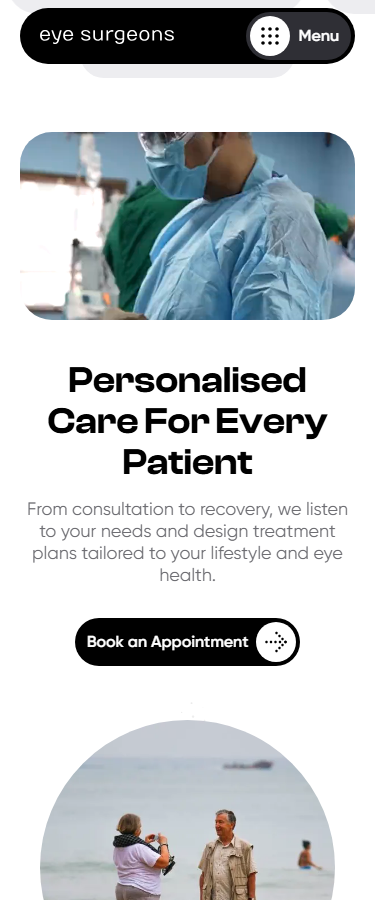 eye surgeons
Menu
Personalised
Care For Every
Patient
From consultation to recovery, we listen
to your needs and design treatment
plans tailored to your lifestyle and eye
health.
Book an Appointment